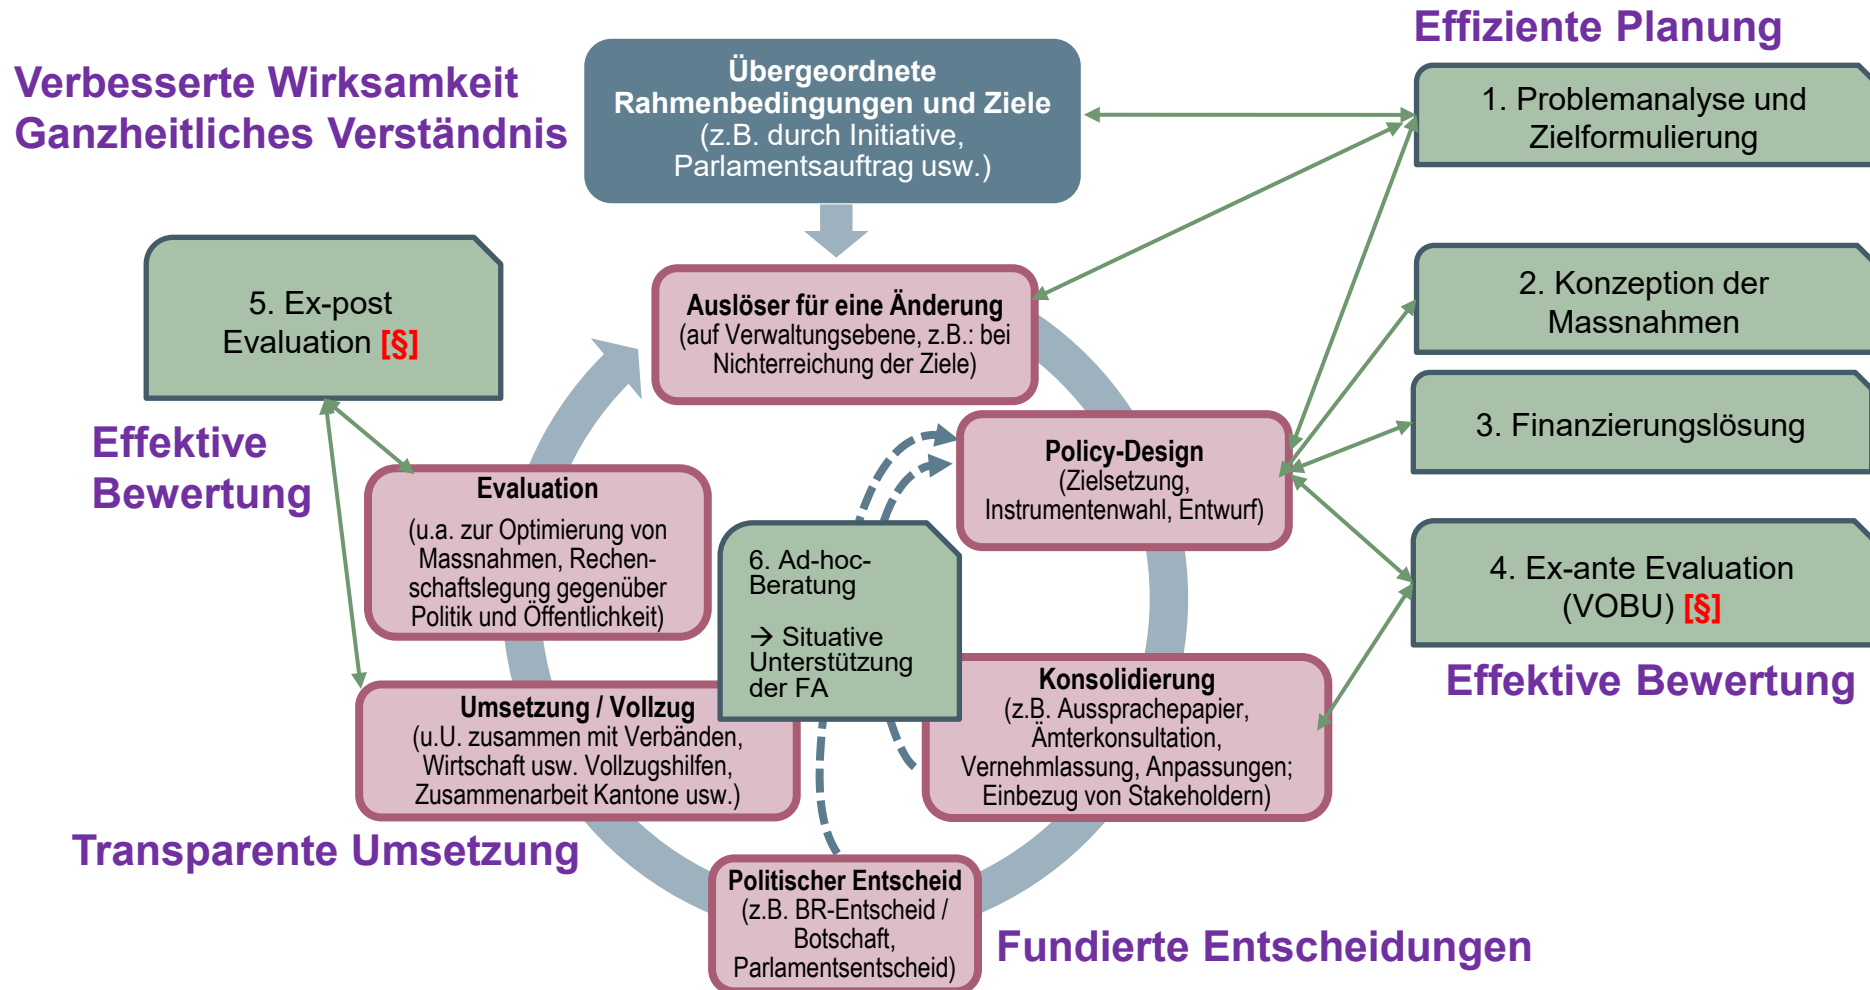 Effiziente Planung
Verbesserte Wirksamkeit
Ganzheitliches Verständnis
Übergeordnete
Rahmenbedingungen und Ziele
(z.B. durch Initiative,
Parlamentsauftrag usw.)
1. Problemanalyse und
Zielformulierung
5. Ex-post
Evaluation [§]
Auslöser für eine Änderung
(auf Verwaltungsebene, z.B.: bei
Nichterreichung der Ziele)
2. Konzeption der
Massnahmen
3. Finanzierungslösung
Effektive
Bewertung
Policy-Design
(Zielsetzung,
Instrumentenwahl, Entwurf)
Evaluation
(u.a. zur Optimierung von
Massnahmen, Rechen-
schaftslegung gegenüber
Politik und Öffentlichkeit)
6. Ad-hoc-
Beratung
→ Situative
Unterstützung
der FA
4. Ex-ante Evaluation
(VOBU) [§]
Effektive Bewertung
Konsolidierung
(z.B. Aussprachepapier,
Ämterkonsultation,
Vernehmlassung, Anpassungen;
Einbezug von Stakeholdern)
Umsetzung / Vollzug
(u.U. zusammen mit Verbänden,
Wirtschaft usw. Vollzugshilfen,
Zusammenarbeit Kantone usw.)
Transparente Umsetzung
Politischer Entscheid
(z.B. BR-Entscheid /
Botschaft,
Parlamentsentscheid)
Fundierte Entscheidungen